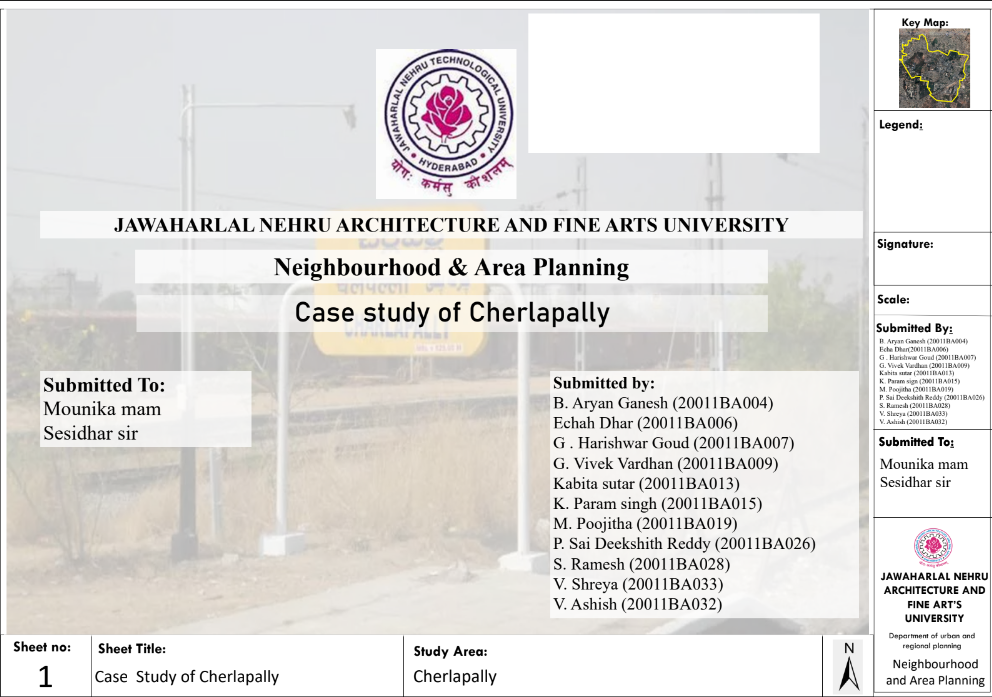 JAWAHARLAL NEHRU TECHNOLOGICAL UNIVERSITY
HYDERABAD
योगः कर्मसु कौशलम्
JAWAHARLAL NEHRU ARCHITECTURE AND FINE ARTS UNIVERSITY
Neighbourhood & Area Planning
Case study of Cherlapally
Submitted To:
Mounika mam
Sesidhar sir
Submitted by:
B. Aryan Ganesh (20011BA004)
Echah Dhar (20011BA006)
G . Harishwar Goud (20011BA007)
G. Vivek Vardhan (20011BA009)
Kabita sutar (20011BA013)
K. Param singh (20011BA015)
M. Poojitha (20011BA019)
P. Sai Deekshith Reddy (20011BA026)
S. Ramesh (20011BA028)
V. Shreya (20011BA033)
V. Ashish (20011BA032)
Key Map:
Legend:
Signature:
Scale:
Submitted By:
B. Aryan Ganesh (20011BA004)
Echa Dhar(20011BA006)
G . Harishwar Goud (20011BA007)
G. Vivek Vardhan (20011BA009)
Kabita sutar (20011BA013)
K. Param sign (20011BA015)
M. Poojitha (20011BA019)
P. Sai Deekshith Reddy (20011BA026)
S. Ramesh (20011BA028)
V. Shreya (20011BA033)
V. Ashish (20011BA032)
Submitted To:
Mounika mam
Sesidhar sir
JAWAHARLAL NEHRU
ARCHITECTURE AND
FINE ART'S
UNIVERSITY
Department of urban and
regional planning
Neighbourhood
and Area Planning
Sheet no:
1
Sheet Title:
Case Study of Cherlapally
Study Area:
Cherlapally
N